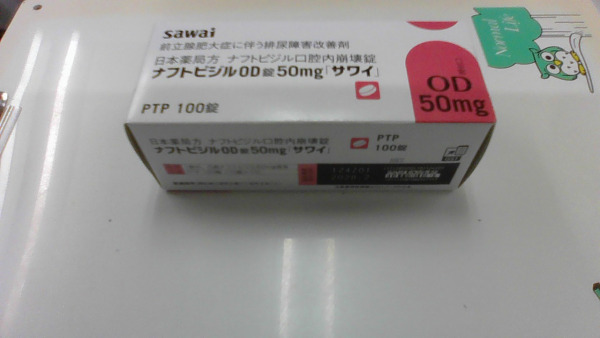 sawai
前立腺肥大症に伴う排尿障害改善剤
日本薬局方 ナフトピジル口腔内崩壊錠
ナフトピジルOD錠50mg「サワイ」
PTP 100錠
OD
50mg
Normal
Life
日本薬局方 ナフトピジル口腔内崩壊錠
ナフトピジルOD錠50mg「サワイ」
PTP
100錠